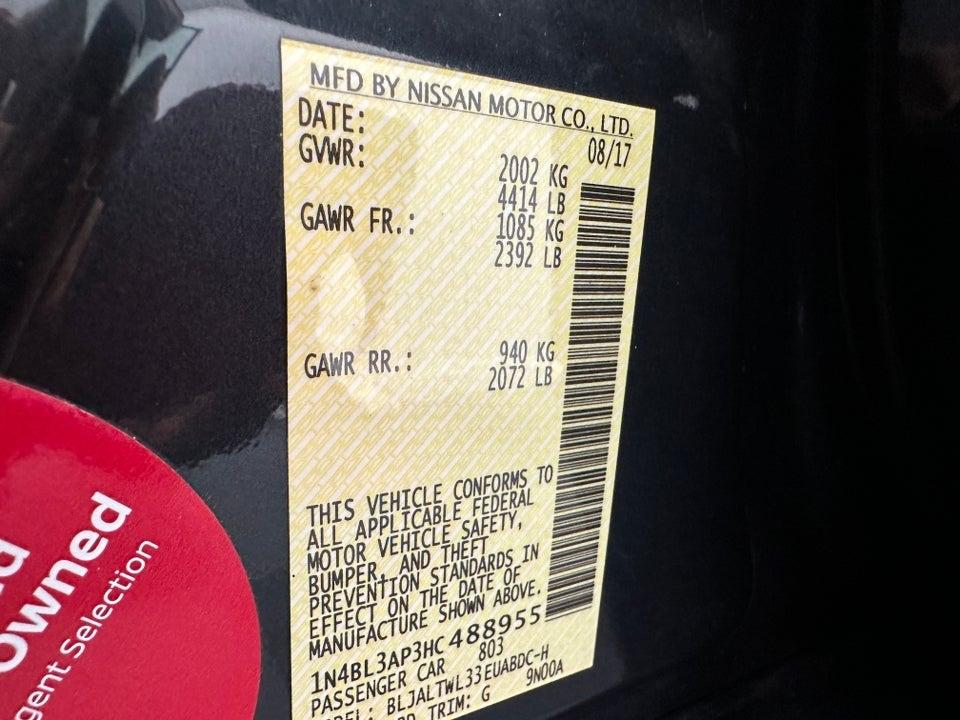 MFD BY NISSAN MOTOR CO., LTD.
DATE: 08/17
GVWR: 2002 KG
4414 LB
GAWR FR.: 1085 KG
2392 LB
GAWR RR.: 940 KG
2072 LB
THIS VEHICLE CONFORMS TO
ALL APPLICABLE FEDERAL
MOTOR VEHICLE SAFETY,
BUMPER, AND THEFT
PREVENTION STANDARDS IN
EFFECT ON THE DATE OF
MANUFACTURE SHOWN ABOVE.
1N4BL3AP3HC488955
PASSENGER CAR 803
BLJALTWL33EUABDC-H
TRIM: G 9N00A
Owned
Selection